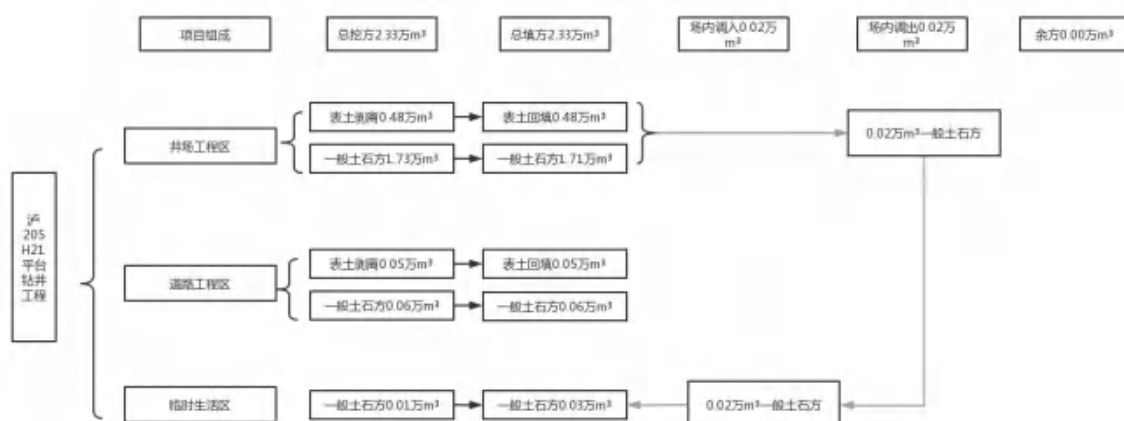 项目组成
总挖方2.33万m³
总填方2.33万m³
场内调入0.02万
m³
场内调出0.02万
m³
余方0.00万m³
表土剥离0.48万m³
表土回填0.48万m³
井场工程区
0.02万m³一般土石方
一般土石方1.73万m³
一般土石方1.71万m³
泸
205
H21
平台
钻井
工程
表土剥离0.05万m³
表土回填0.05万m³
道路工程区
一般土石方0.06万m³
一般土石方0.06万m³
临时生活区
一般土石方0.01万m³
一般土石方0.03万m³
0.02万m³一般土石方